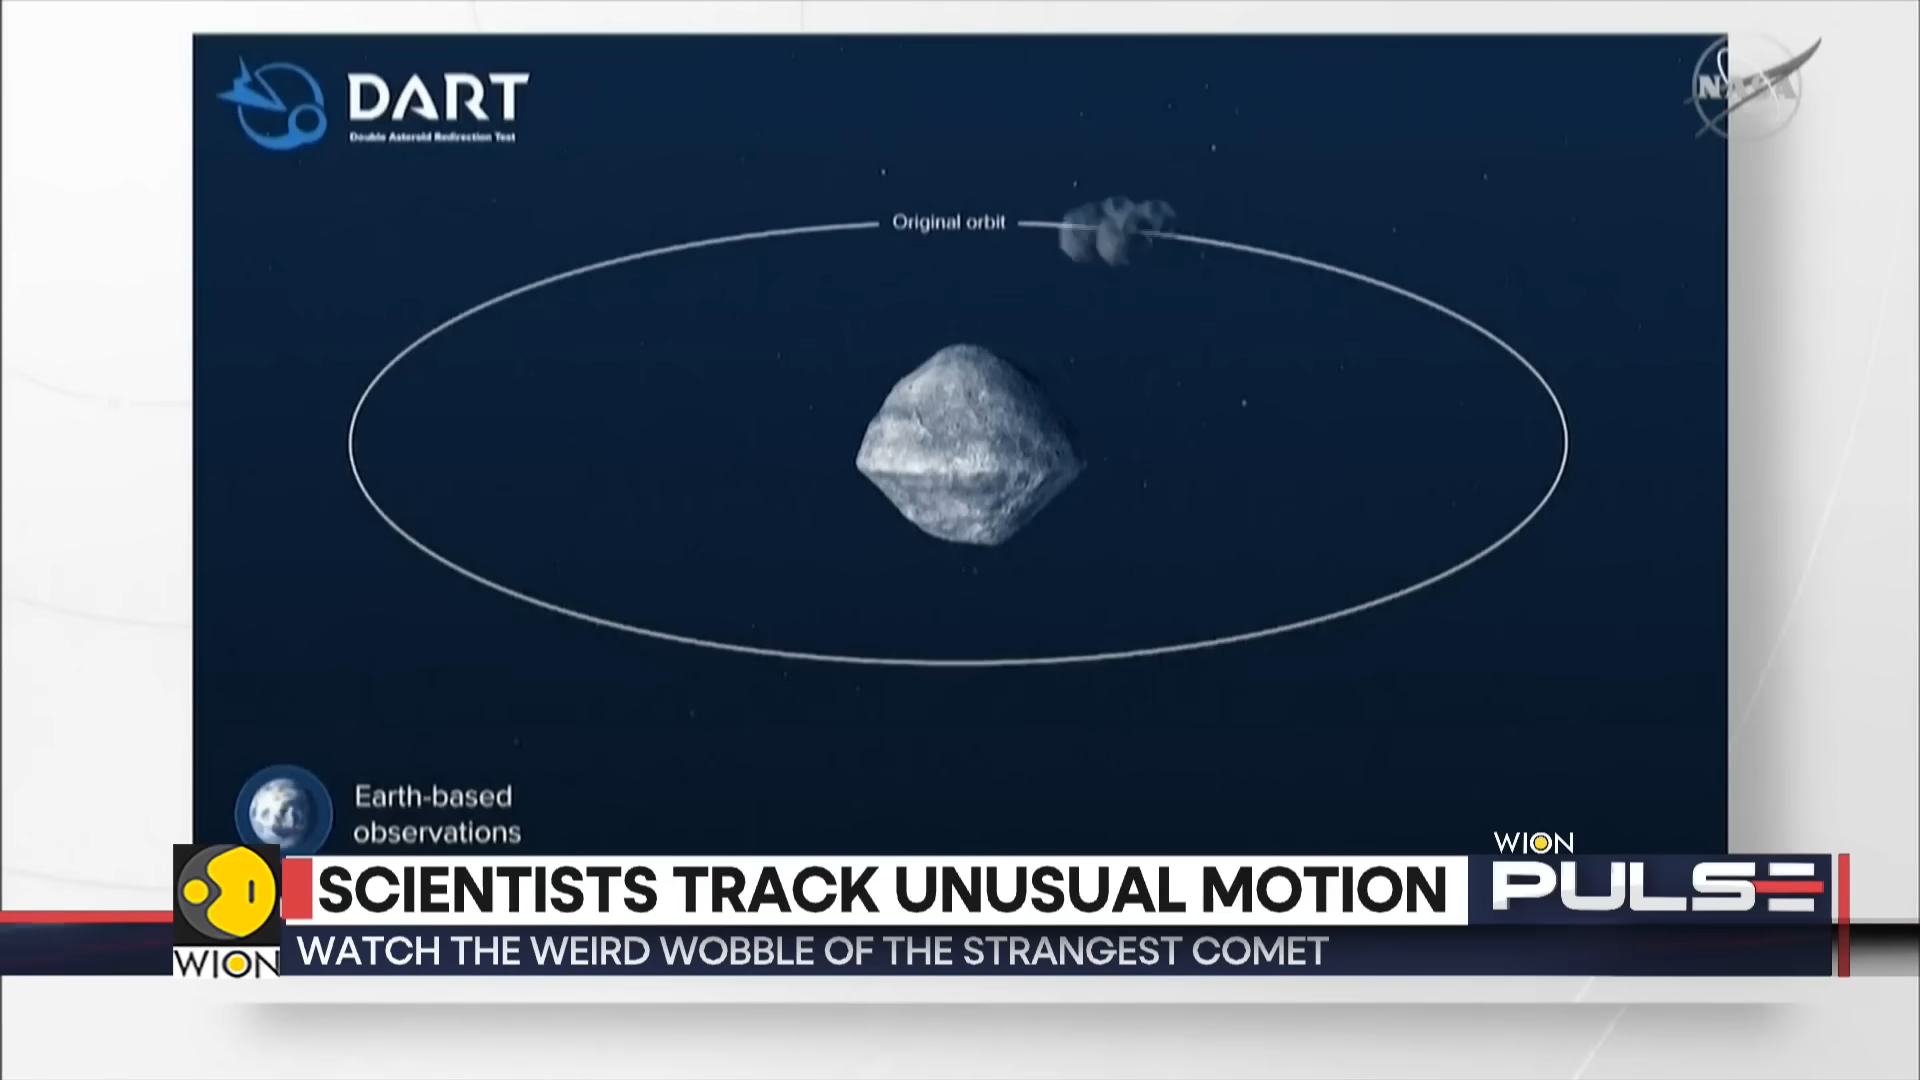 DART
Double Asteroid Redirection Test
NASA
Original orbit
Earth-based
observations
WION
PULSE
SCIENTISTS TRACK UNUSUAL MOTION
WATCH THE WEIRD WOBBLE OF THE STRANGEST COMET
WION